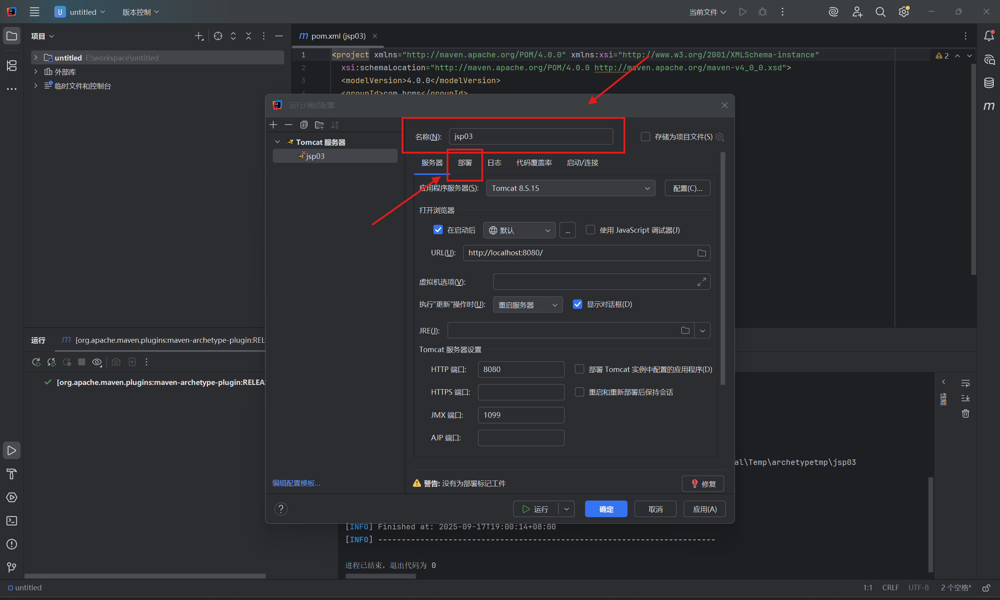 U untitled 版本控制 当前文件
项目
pom.xml (jsp03)
untitled E:\workspace\untitled
外部库
临时文件和控制台
1 <project xmlns="http://maven.apache.org/POM/4.0.0" xmlns:xsi="http://www.w3.org/2001/XMLSchema-instance"
2 xsi:schemaLocation="http://maven.apache.org/POM/4.0.0 http://maven.apache.org/maven-v4_0_0.xsd">
3 <modelVersion>4.0.0</modelVersion>
4 <groupId>com.hrms</groupId>
2
运行/调试配置
Tomcat 服务器
jsp03
名称(N): jsp03
存储为项目文件(S)
服务器 部署 日志 代码覆盖率 启动/连接
应用程序服务器(S): Tomcat 8.5.15 配置(C)...
打开浏览器
在启动后 默认 ... 使用 JavaScript 调试器(J)
URL(U): http://localhost:8080/
虚拟机选项(V):
执行“更新”操作时(U): 重启服务器 显示对话框(D)
JRE(J):
Tomcat 服务器设置
HTTP 端口: 8080 部署 Tomcat 实例中配置的应用程序(D)
HTTPS 端口: 重启和重新部署后保持会话
JMX 端口: 1099
AJP 端口:
编辑配置模板...
警告: 没有为部署标记工件 修复
? 运行 确定 取消 应用(A)
运行 m [org.apache.maven.plugins:maven-archetype-plugin:REL
[org.apache.maven.plugins:maven-archetype-plugin:RELEA
性能
al\Temp\archetypetmp\jsp03
[INFO] Finished at: 2025-09-17T19:00:14+08:00
[INFO] ------------------------------------------------------------------------
进程已结束，退出代码为 0
untitled 1:1 CRLF UTF-8 2 个空格*